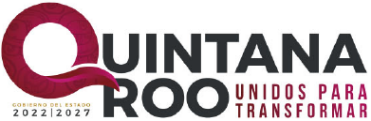 QUINTANA
ROO
UNIDOS PARA
TRANSFORMAR
GOBIERNO DEL ESTADO
2022|2027